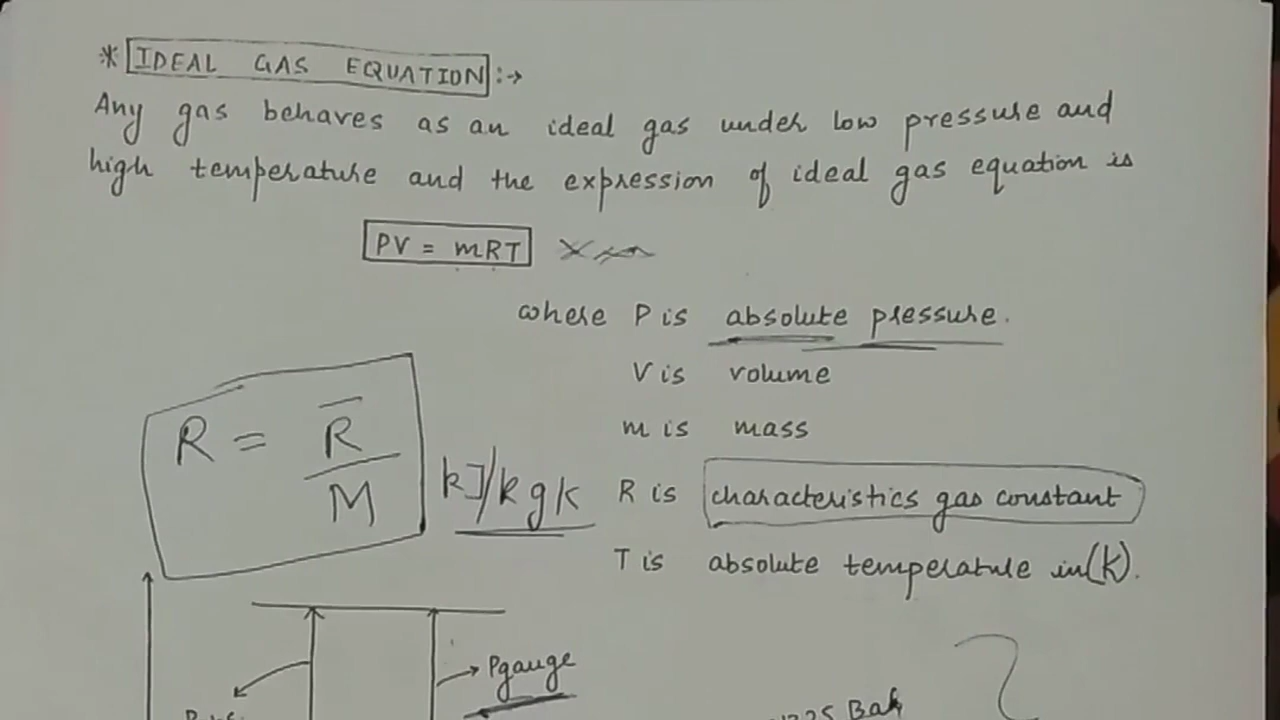 * IDEAL GAS EQUATION :→
Any gas behaves as an ideal gas under low pressure and
high temperature and the expression of ideal gas equation is
PV = mRT
where P is absolute pressure.
V is volume
m is mass
R = R̅/M kJ/kgk
R is characteristics gas constant
T is absolute temperature in (k).
Pgauge
Bar